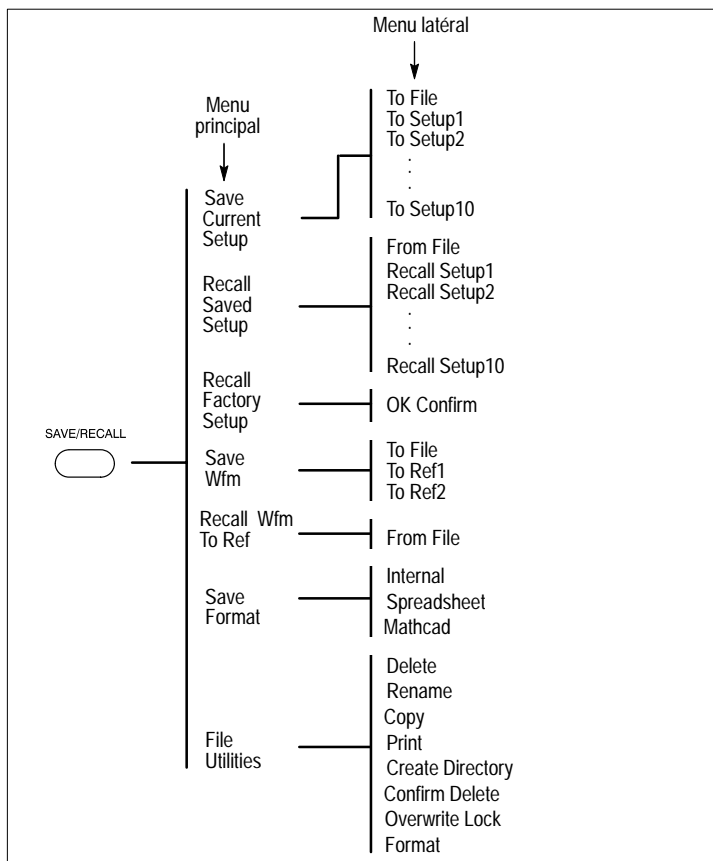 Menu latéral
Menu
principal
SAVE/RECALL
Save
Current
Setup
To File
To Setup1
To Setup2
.
.
.
To Setup10
Recall
Saved
Setup
From File
Recall Setup1
Recall Setup2
.
.
.
Recall Setup10
Recall
Factory
Setup
OK Confirm
Save
Wfm
To File
To Ref1
To Ref2
Recall Wfm
To Ref
From File
Save
Format
Internal
Spreadsheet
Mathcad
File
Utilities
Delete
Rename
Copy
Print
Create Directory
Confirm Delete
Overwrite Lock
Format